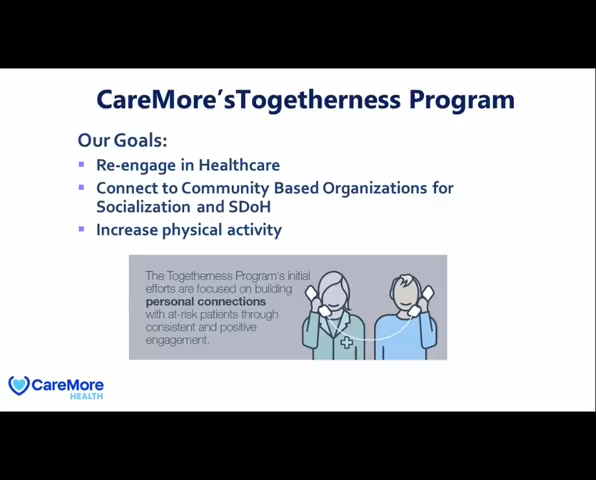 CareMore'sTogetherness Program
Our Goals:
Re-engage in Healthcare
Connect to Community Based Organizations for
Socialization and SDoH
Increase physical activity
The Togetherness Program's initial
efforts are focused on building
personal connections
with at-risk patients through
consistent and positive
engagement.
CareMore
HEALTH